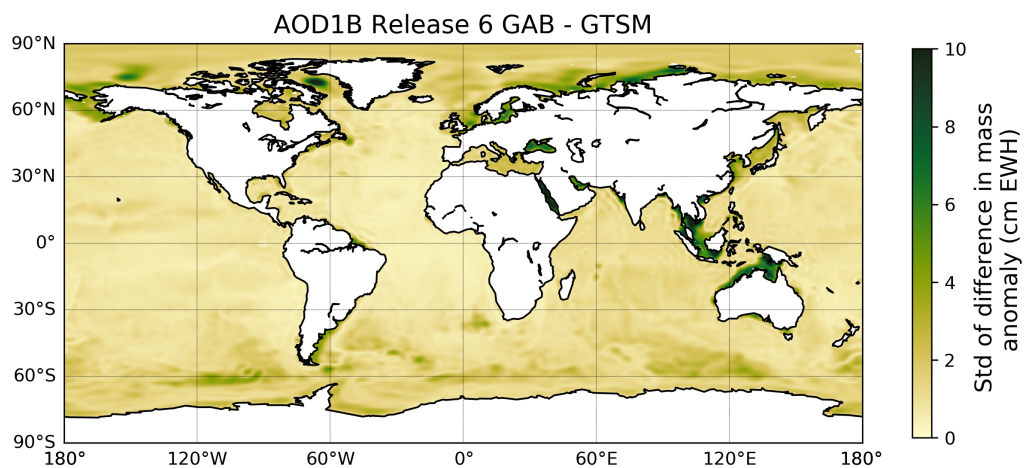 AOD1B Release 6 GAB - GTSM
90°N
60°N
30°N
0°
30°S
60°S
90°S
180°
120°W
60°W
0°
60°E
120°E
180°
10
8
6
4
2
0
Std of difference in mass
anomaly (cm EWH)